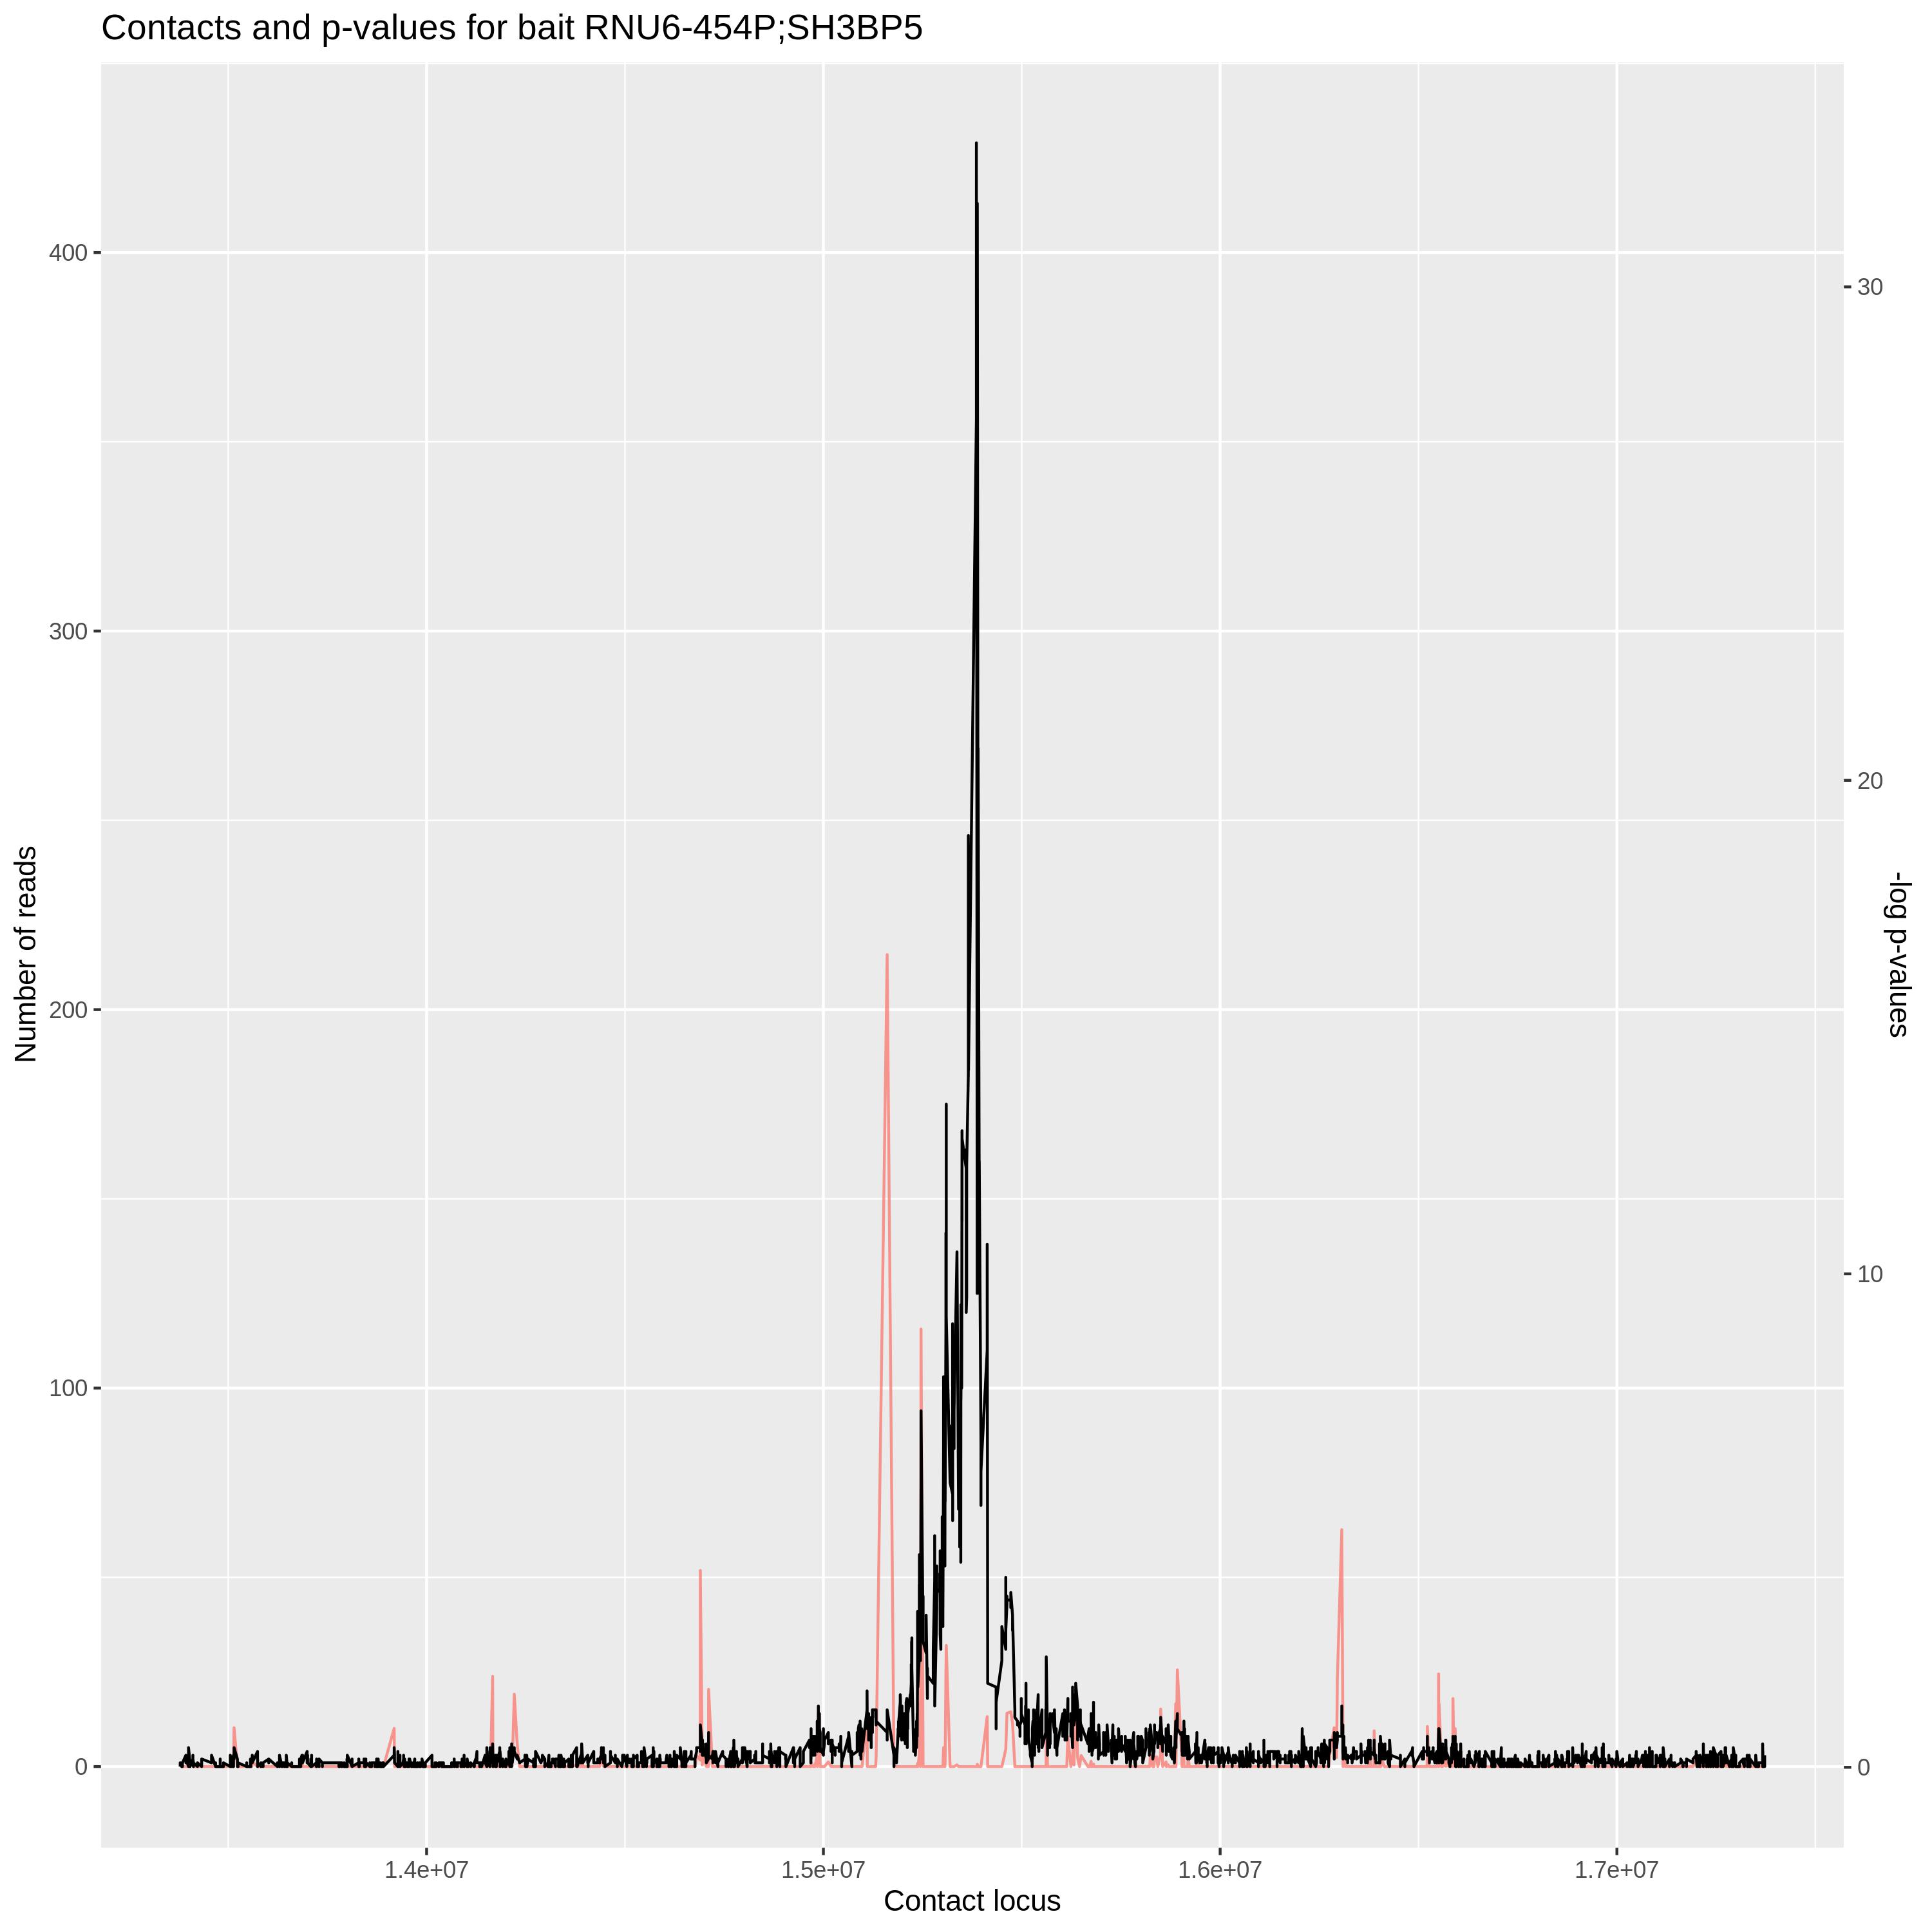 Contacts and p-values for bait RNU6-454P;SH3BP5
Number of reads
400
300
200
100
0
30
20
10
0
-log p-values
1.4e+07
1.5e+07
1.6e+07
1.7e+07
Contact locus